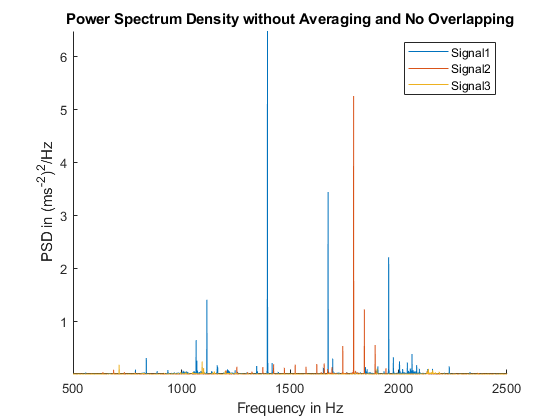 Power Spectrum Density without Averaging and No Overlapping
Signal1
Signal2
Signal3
6
5
4
3
2
1
PSD in (ms⁻²)²/Hz
500 1000 1500 2000 2500
Frequency in Hz